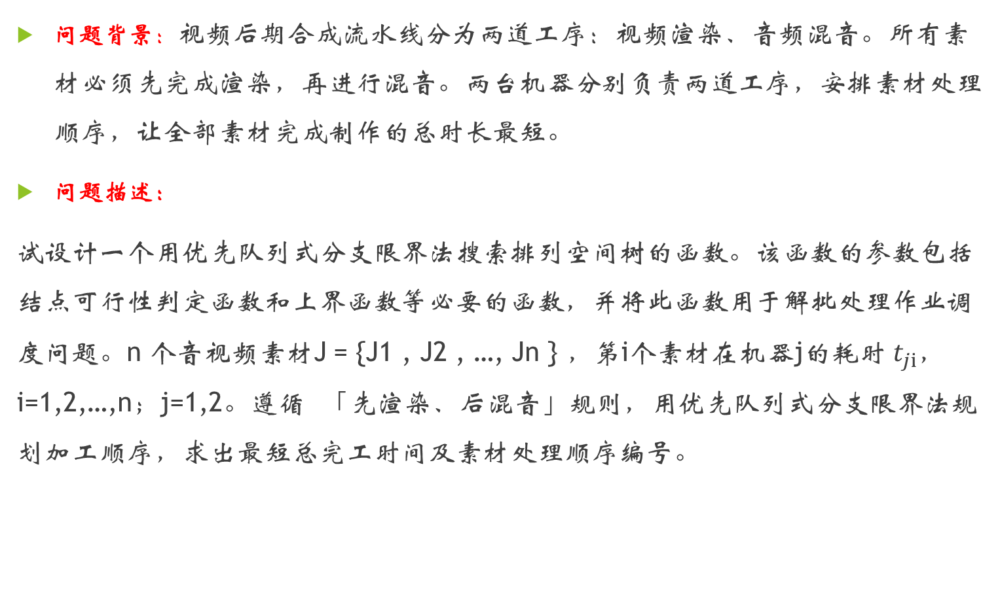 问题背景：视频后期合成流水线分为两道工序：视频渲染、音频混音。所有素
材必须先完成渲染，再进行混音。两台机器分别负责两道工序，安排素材处理
顺序，让全部素材完成制作的总时长最短。
问题描述：
试设计一个用优先队列式分支限界法搜索排列空间树的函数。该函数的参数包括
结点可行性判定函数和上界函数等必要的函数，并将此函数用于解批处理作业调
度问题。n 个音视频素材J = {J1 , J2 , …, Jn } ，第i个素材在机器j的耗时 tji，
i=1,2,…,n；j=1,2。遵循 「先渲染、后混音」规则，用优先队列式分支限界法规
划加工顺序，求出最短总完工时间及素材处理顺序编号。